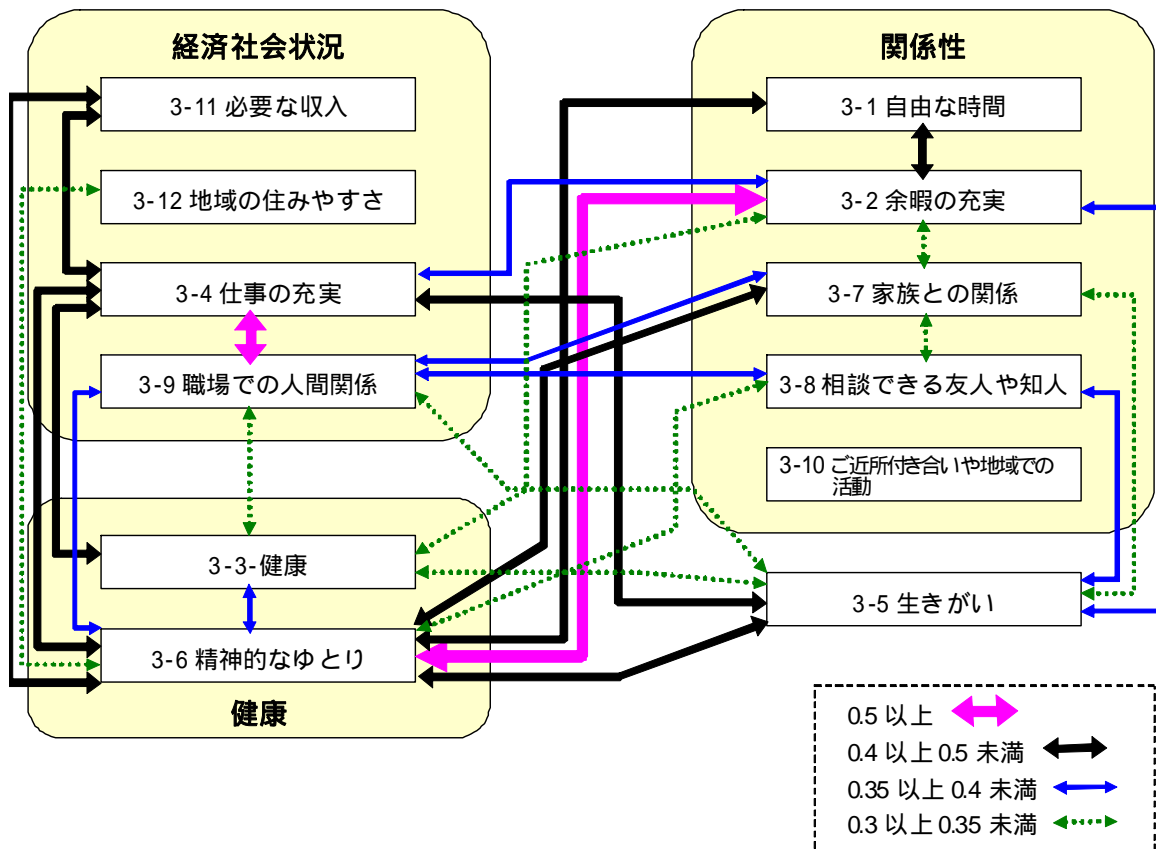 経済社会状況
3-11 必要な収入
3-12 地域の住みやすさ
3-4 仕事の充実
3-9 職場での人間関係
3-3-健康
3-6 精神的なゆとり
健康
関係性
3-1 自由な時間
3-2 余暇の充実
3-7 家族との関係
3-8 相談できる友人や知人
3-10 ご近所付き合いや地域での
活動
3-5 生きがい
0.5 以上
0.4 以上 0.5 未満
0.35 以上 0.4 未満
0.3 以上 0.35 未満